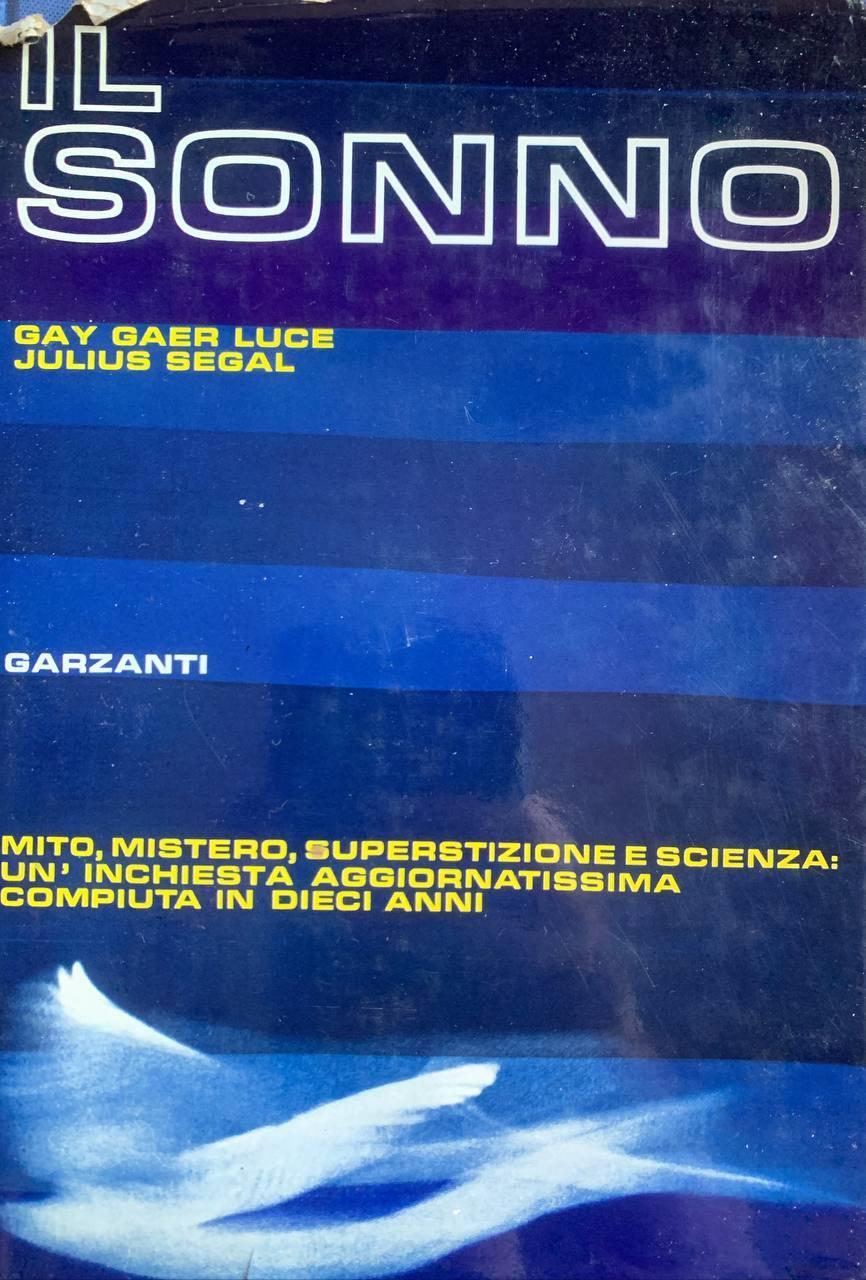 IL
SONNO
GAY GAER LUCE
JULIUS SEGAL
GARZANTI
MITO, MISTERO, SUPERSTIZIONE E SCIENZA:
UN' INCHIESTA AGGIORNATISSIMA
COMPIUTA IN DIECI ANNI